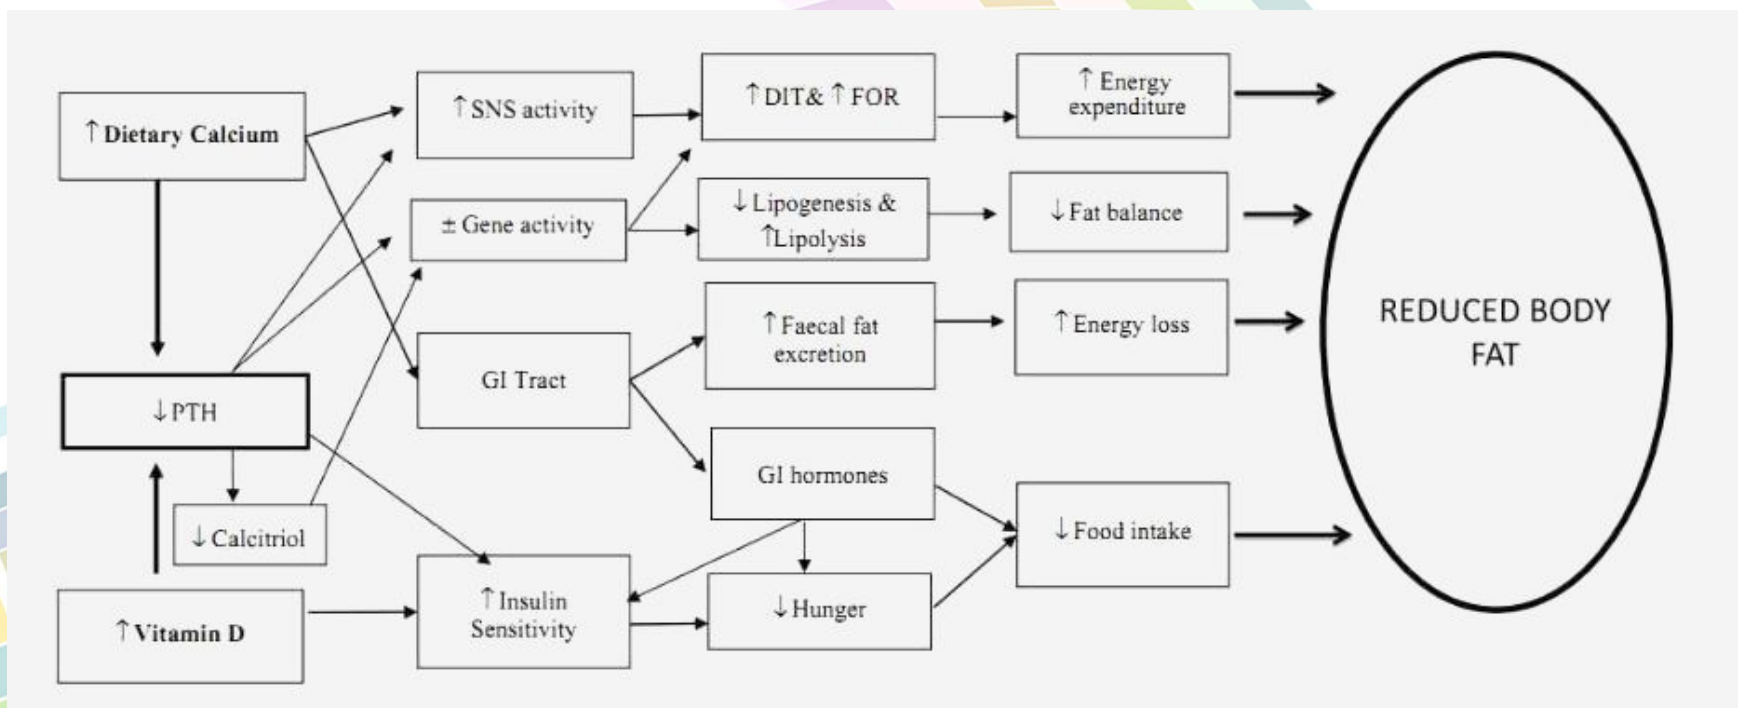 ↑ Dietary Calcium
↓ PTH
↓ Calcitriol
↑ Vitamin D
↑ SNS activity
± Gene activity
GI Tract
↑ Insulin
Sensitivity
↑ DIT& ↑ FOR
↓ Lipogenesis &
↑Lipolysis
↑ Faecal fat
excretion
GI hormones
↓ Hunger
↑ Energy
expenditure
↓ Fat balance
↑ Energy loss
↓ Food intake
REDUCED BODY
FAT